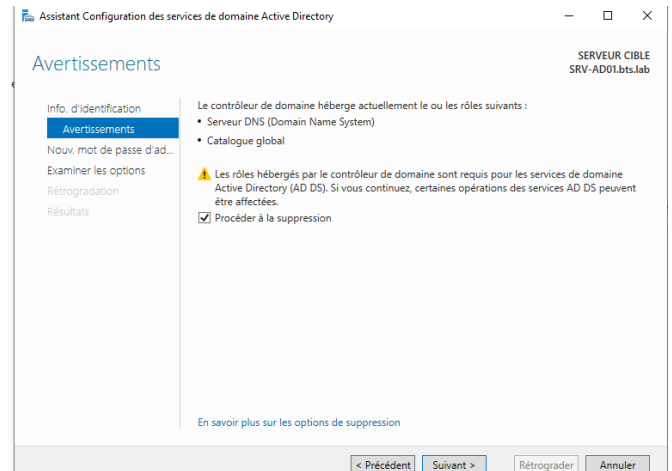 Assistant Configuration des services de domaine Active Directory
Avertissements
SERVEUR CIBLE
SRV-AD01.bts.lab
Info. d'identification
Avertissements
Nouv. mot de passe d'ad...
Examiner les options
Rétrogradation
Résultats
Le contrôleur de domaine héberge actuellement le ou les rôles suivants :
• Serveur DNS (Domain Name System)
• Catalogue global
Les rôles hébergés par le contrôleur de domaine sont requis pour les services de domaine
Active Directory (AD DS). Si vous continuez, certaines opérations des services AD DS peuvent
être affectées.
Procéder à la suppression
En savoir plus sur les options de suppression
< Précédent
Suivant >
Rétrograder
Annuler